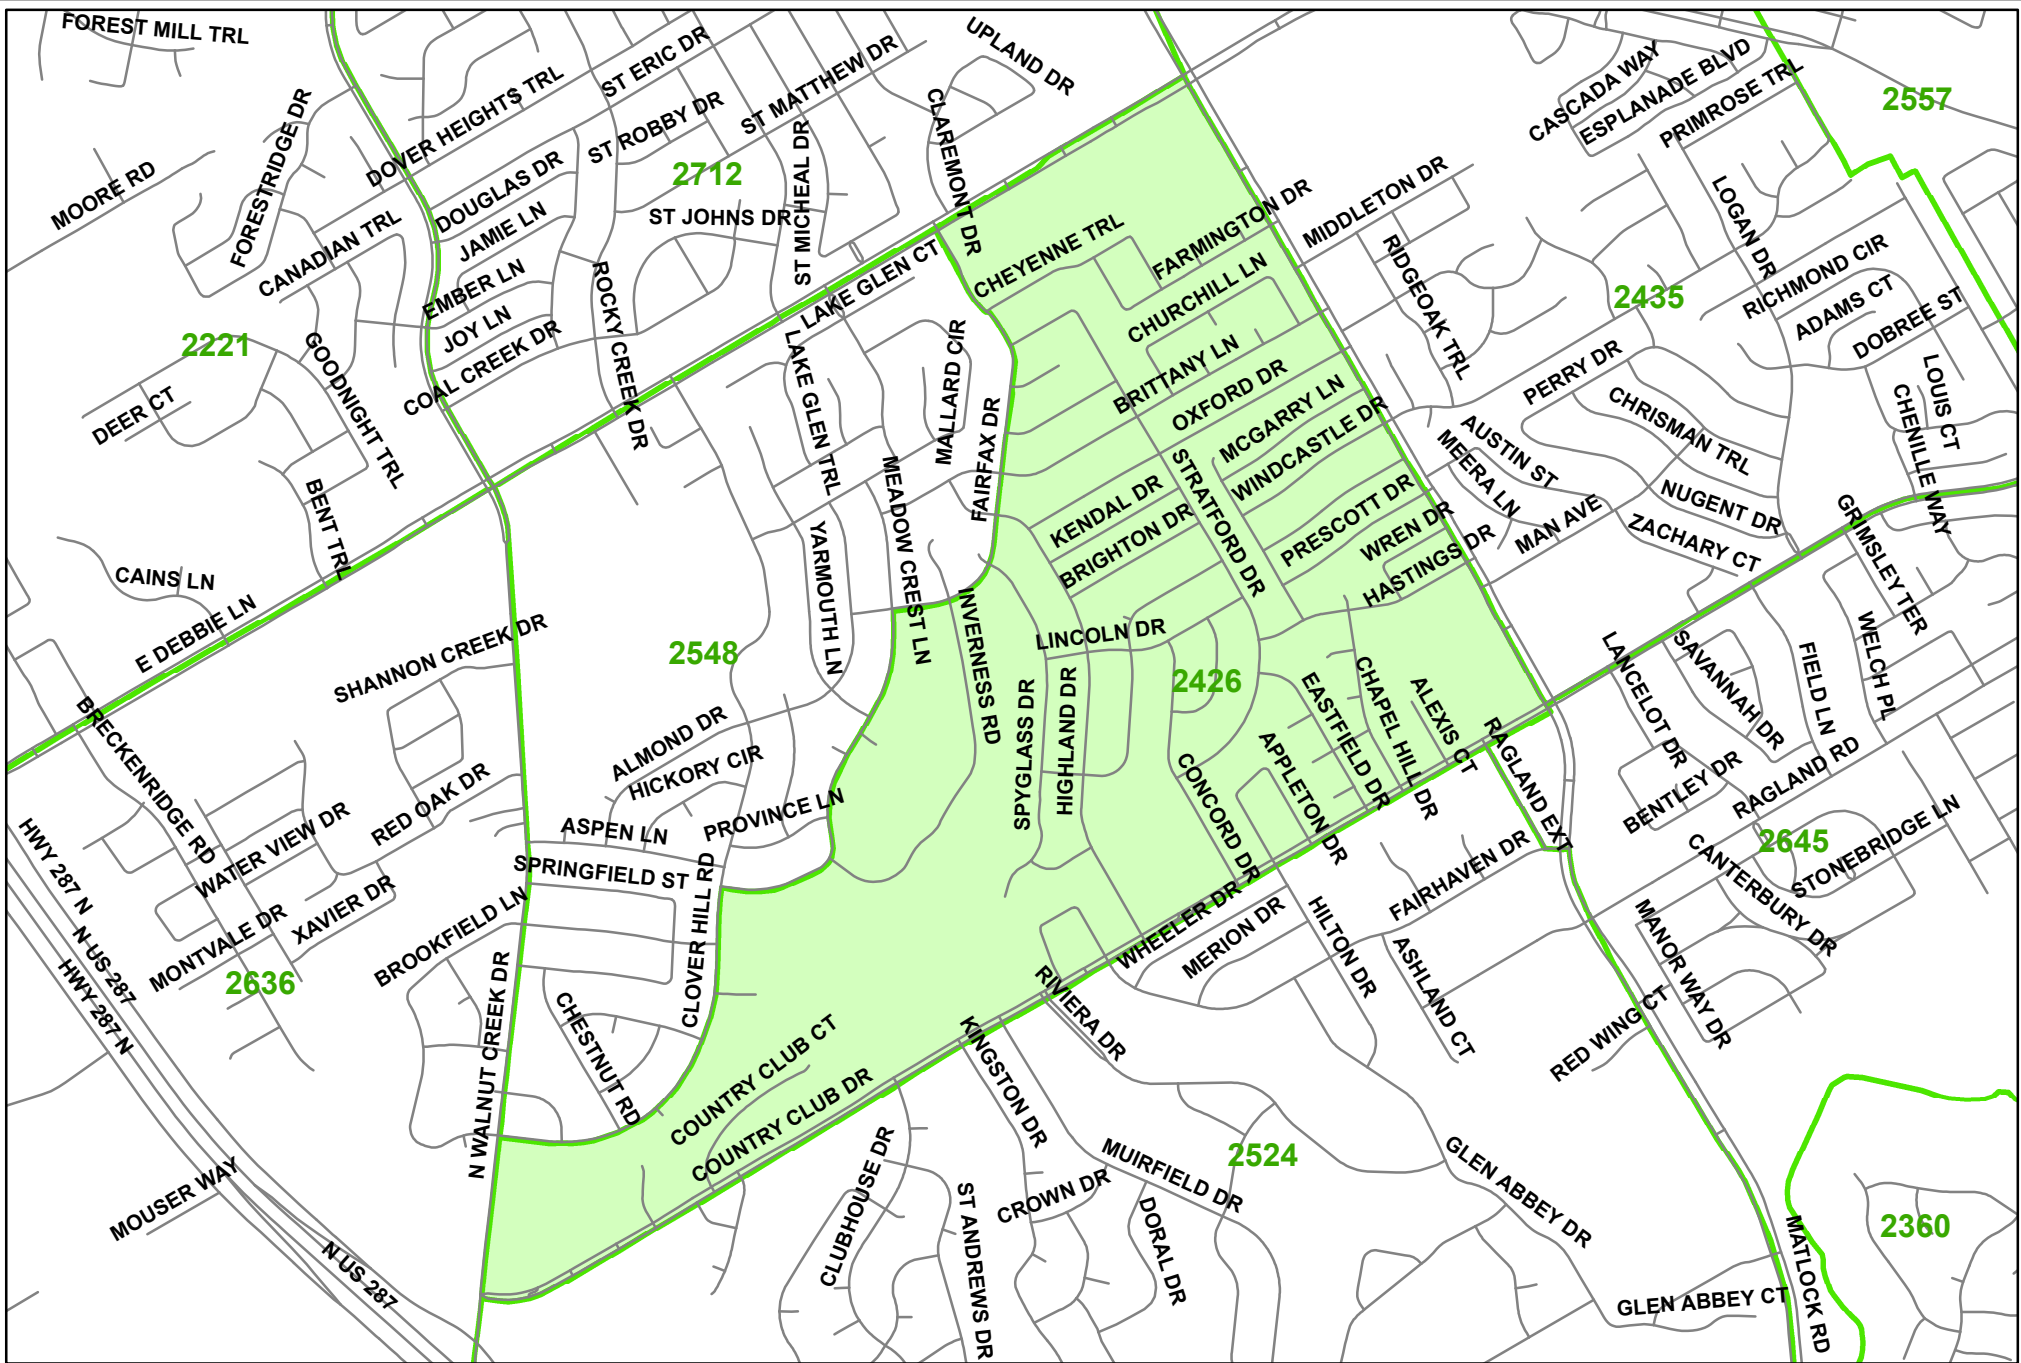 FOREST MILL TRL
UPLAND DR
ST ERIC DR
ST MATTHEW DR
CASCADA WAY
ESPLANADE BLVD
PRIMROSE TRL
2557
DOVER HEIGHTS TRL
FORESTRIDGE DR
ST ROBBY DR
CLAREMONT DR
MOORE RD
DOUGLAS DR
2712
ST MICHEAL DR
FARMINGTON DR
MIDDLETON DR
LOGAN DR
CANADIAN TRL
JAMIE LN
ST JOHNS DR
CHEYENNE TRL
RIDGEOAK TRL
RICHMOND CIR
EMBER LN
LAKE GLEN CT
CHURCHILL LN
2435
ADAMS CT
DOBREE ST
2221
JOY LN
ROCKY CREEK DR
GOODNIGHT TRL
COAL CREEK DR
LAKE GLEN TRL
MALLARD CIR
BRITTANY LN
PERRY DR
LOUIS CT
DEER CT
FAIRFAX DR
OXFORD DR
MCGARRY LN
WINDCASTLE DR
CHRISMAN TRL
CHENILLE WAY
AUSTIN ST
MEERA LN
BENT TRL
MEADOW CREST LN
STRATFORD DR
KENDAL DR
BRIGHTON DR
PRESCOTT DR
WREN DR
HASTINGS DR
MAN AVE
NUGENT DR
ZACHARY CT
GRIMSLEY TER
CAINS LN
YARMOUTH LN
E DEBBIE LN
SHANNON CREEK DR
2548
INVERNESS RD
LINCOLN DR
2426
WELCH PL
FIELD LN
SAVANNAH DR
LANCELOT DR
BRECKENRIDGE RD
ALMOND DR
HICKORY CIR
SPYGLASS DR
HIGHLAND DR
EASTFIELD DR
CHAPEL HILL DR
ALEXIS CT
RAGLAND EXT
APPLETON DR
CONCORD DR
BENTLEY DR
RAGLAND RD
RED OAK DR
WATER VIEW DR
ASPEN LN
PROVINCE LN
SPRINGFIELD ST
2645
STONEBRIDGE LN
CANTERBURY DR
HWY 287 N
N US 287
HWY 287 N
XAVIER DR
MONTVALE DR
2636
BROOKFIELD LN
CLOVER HILL RD
FAIRHAVEN DR
WHEELER DR
MERION DR
HILTON DR
ASHLAND CT
MANOR WAY DR
RED WING CT
N WALNUT CREEK DR
CHESTNUT RD
RIVIERA DR
KINGSTON DR
COUNTRY CLUB CT
COUNTRY CLUB DR
MOUSER WAY
CLUBHOUSE DR
MUIRFIELD DR
2524
GLEN ABBEY DR
CROWN DR
ST ANDREWS DR
DORAL DR
2360
N US 287
GLEN ABBEY CT
MATLOCK RD